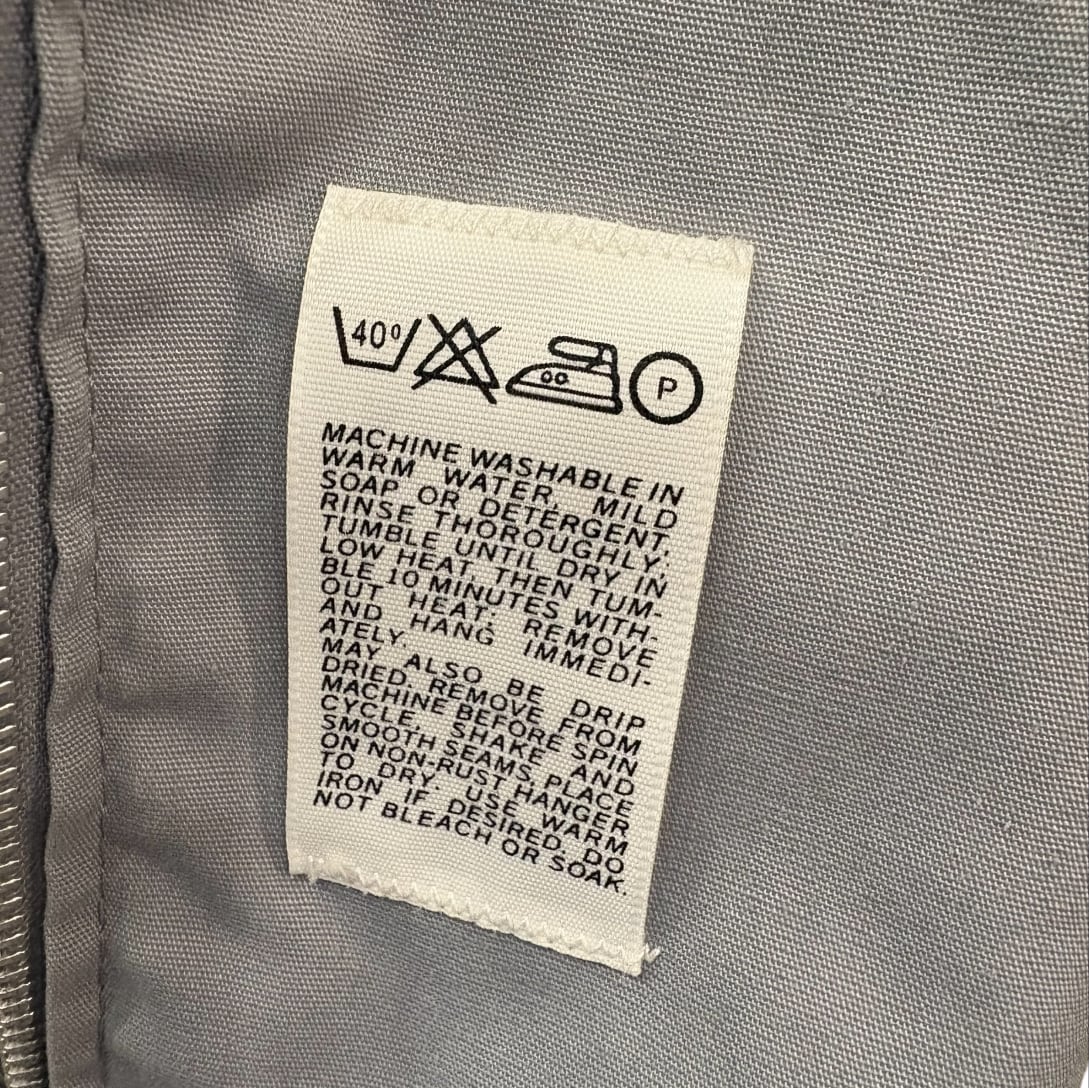 40⁰ P
MACHINE WASHABLE IN
WARM WATER, MILD
SOAP OR DETERGENT,
RINSE THOROUGHLY.
TUMBLE UNTIL DRY IN
LOW HEAT, THEN TUM-
BLE 10 MINUTES WITH-
OUT HEAT; REMOVE
AND HANG IMMEDI-
ATELY.
MAY ALSO BE DRIP
DRIED. REMOVE FROM
MACHINE BEFORE SPIN
CYCLE, SHAKE AND
SMOOTH SEAMS, PLACE
ON NON-RUST HANGER
TO DRY. USE WARM
IRON IF DESIRED. DO
NOT BLEACH OR SOAK.